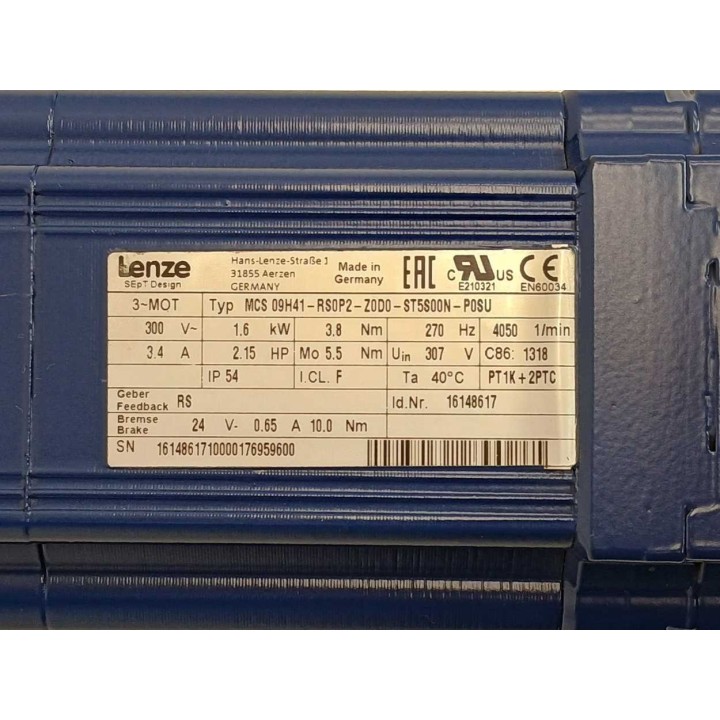 Lenze
SEpT Design
Hans-Lenze-Straße 1
31855 Aerzen
GERMANY
Made in
Germany
EAC
c RU US
E210321
CE
EN60034
3~MOT Typ MCS 09H41-RS0P2-Z0D0-ST5S00N-P0SU
300 V~ 1.6 kW 3.8 Nm 270 Hz 4050 1/min
3.4 A 2.15 HP Mo 5.5 Nm Uin 307 V C86: 1318
IP 54 I.CL. F Ta 40°C PT1K+2PTC
Geber
Feedback RS Id.Nr. 16148617
Bremse
Brake 24 V- 0.65 A 10.0 Nm
SN 1614861710000176959600